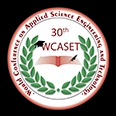 World Conference on Applied Science Engineering and Technology
30th
WCASET